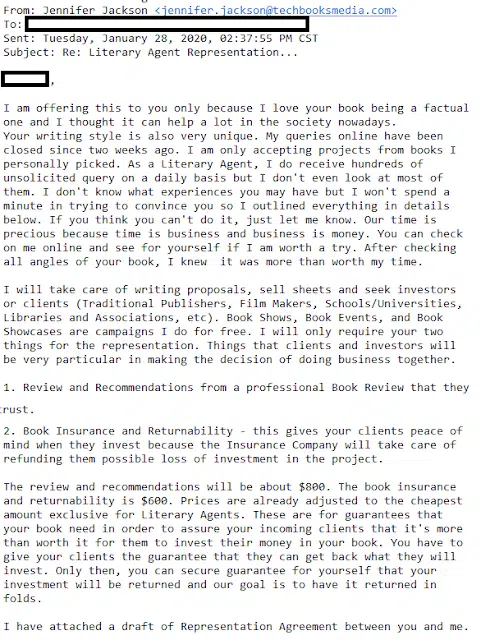 From: Jennifer Jackson <jennifer.jackson@techbooksmedia.com>
To:
Sent: Tuesday, January 28, 2020, 02:37:55 PM CST
Subject: Re: Literary Agent Representation...
,
I am offering this to you only because I love your book being a factual
one and I thought it can help a lot in the society nowadays.
Your writing style is also very unique. My queries online have been
closed since two weeks ago. I am only accepting projects from books I
personally picked. As a Literary Agent, I do receive hundreds of
unsolicited query on a daily basis but I don't even look at most of
them. I don't know what experiences you may have but I won't spend a
minute in trying to convince you so I outlined everything in details
below. If you think you can't do it, just let me know. Our time is
precious because time is business and business is money. You can check
on me online and see for yourself if I am worth a try. After checking
all angles of your book, I knew  it was more than worth my time.
I will take care of writing proposals, sell sheets and seek investors
or clients (Traditional Publishers, Film Makers, Schools/Universities,
Libraries and Associations, etc). Book Shows, Book Events, and Book
Showcases are campaigns I do for free. I will only require your two
things for the representation. Things that clients and investors will
be very particular in making the decision of doing business together.
1. Review and Recommendations from a professional Book Review that they
trust.
2. Book Insurance and Returnability - this gives your clients peace of
mind when they invest because the Insurance Company will take care of
refunding them possible loss of investment in the project.
The review and recommendations will be about $800. The book insurance
and returnability is $600. Prices are already adjusted to the cheapest
amount exclusive for Literary Agents. These are for guarantees that
your book need in order to assure your incoming clients that it's more
than worth it for them to invest their money in your book. You have to
give your clients the guarantee that they can get back what they will
invest. Only then, you can secure guarantee for yourself that your
investment will be returned and our goal is to have it returned in
folds.
I have attached a draft of Representation Agreement between you and me.